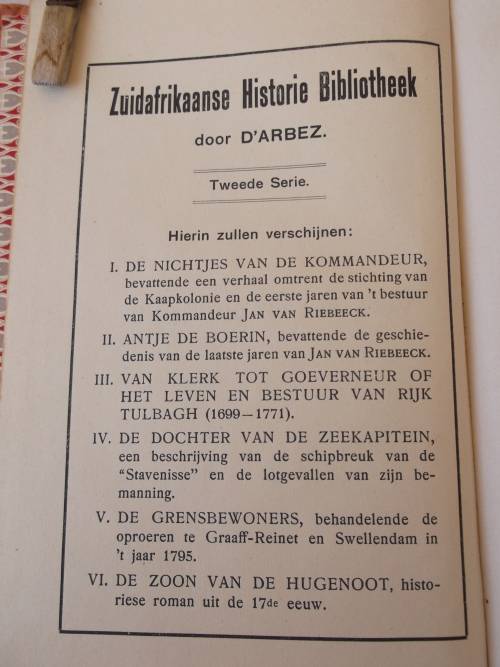 Zuidafrikaanse Historie Bibliotheek
door D'ARBEZ.
Tweede Serie.
Hierin zullen verschijnen:
I. DE NICHTJES VAN DE KOMMANDEUR,
bevattende een verhaal omtrent de stichting van
de Kaapkolonie en de eerste jaren van 't bestuur
van Kommandeur JAN VAN RIEBEECK.
II. ANTJE DE BOERIN, bevattende de geschie-
denis van de laatste jaren van JAN VAN RIEBEECK.
III. VAN KLERK TOT GOEVERNEUR OF
HET LEVEN EN BESTUUR VAN RIJK
TULBAGH (1699–1771).
IV. DE DOCHTER VAN DE ZEEKAPITEIN,
een beschrijving van de schipbreuk van de
“Stavenisse” en de lotgevallen van zijn be-
manning.
V. DE GRENSBEWONERS, behandelende de
oproeren te Graaff-Reinet en Swellendam in
't jaar 1795.
VI. DE ZOON VAN DE HUGENOOT, histo-
riese roman uit de 17de eeuw.